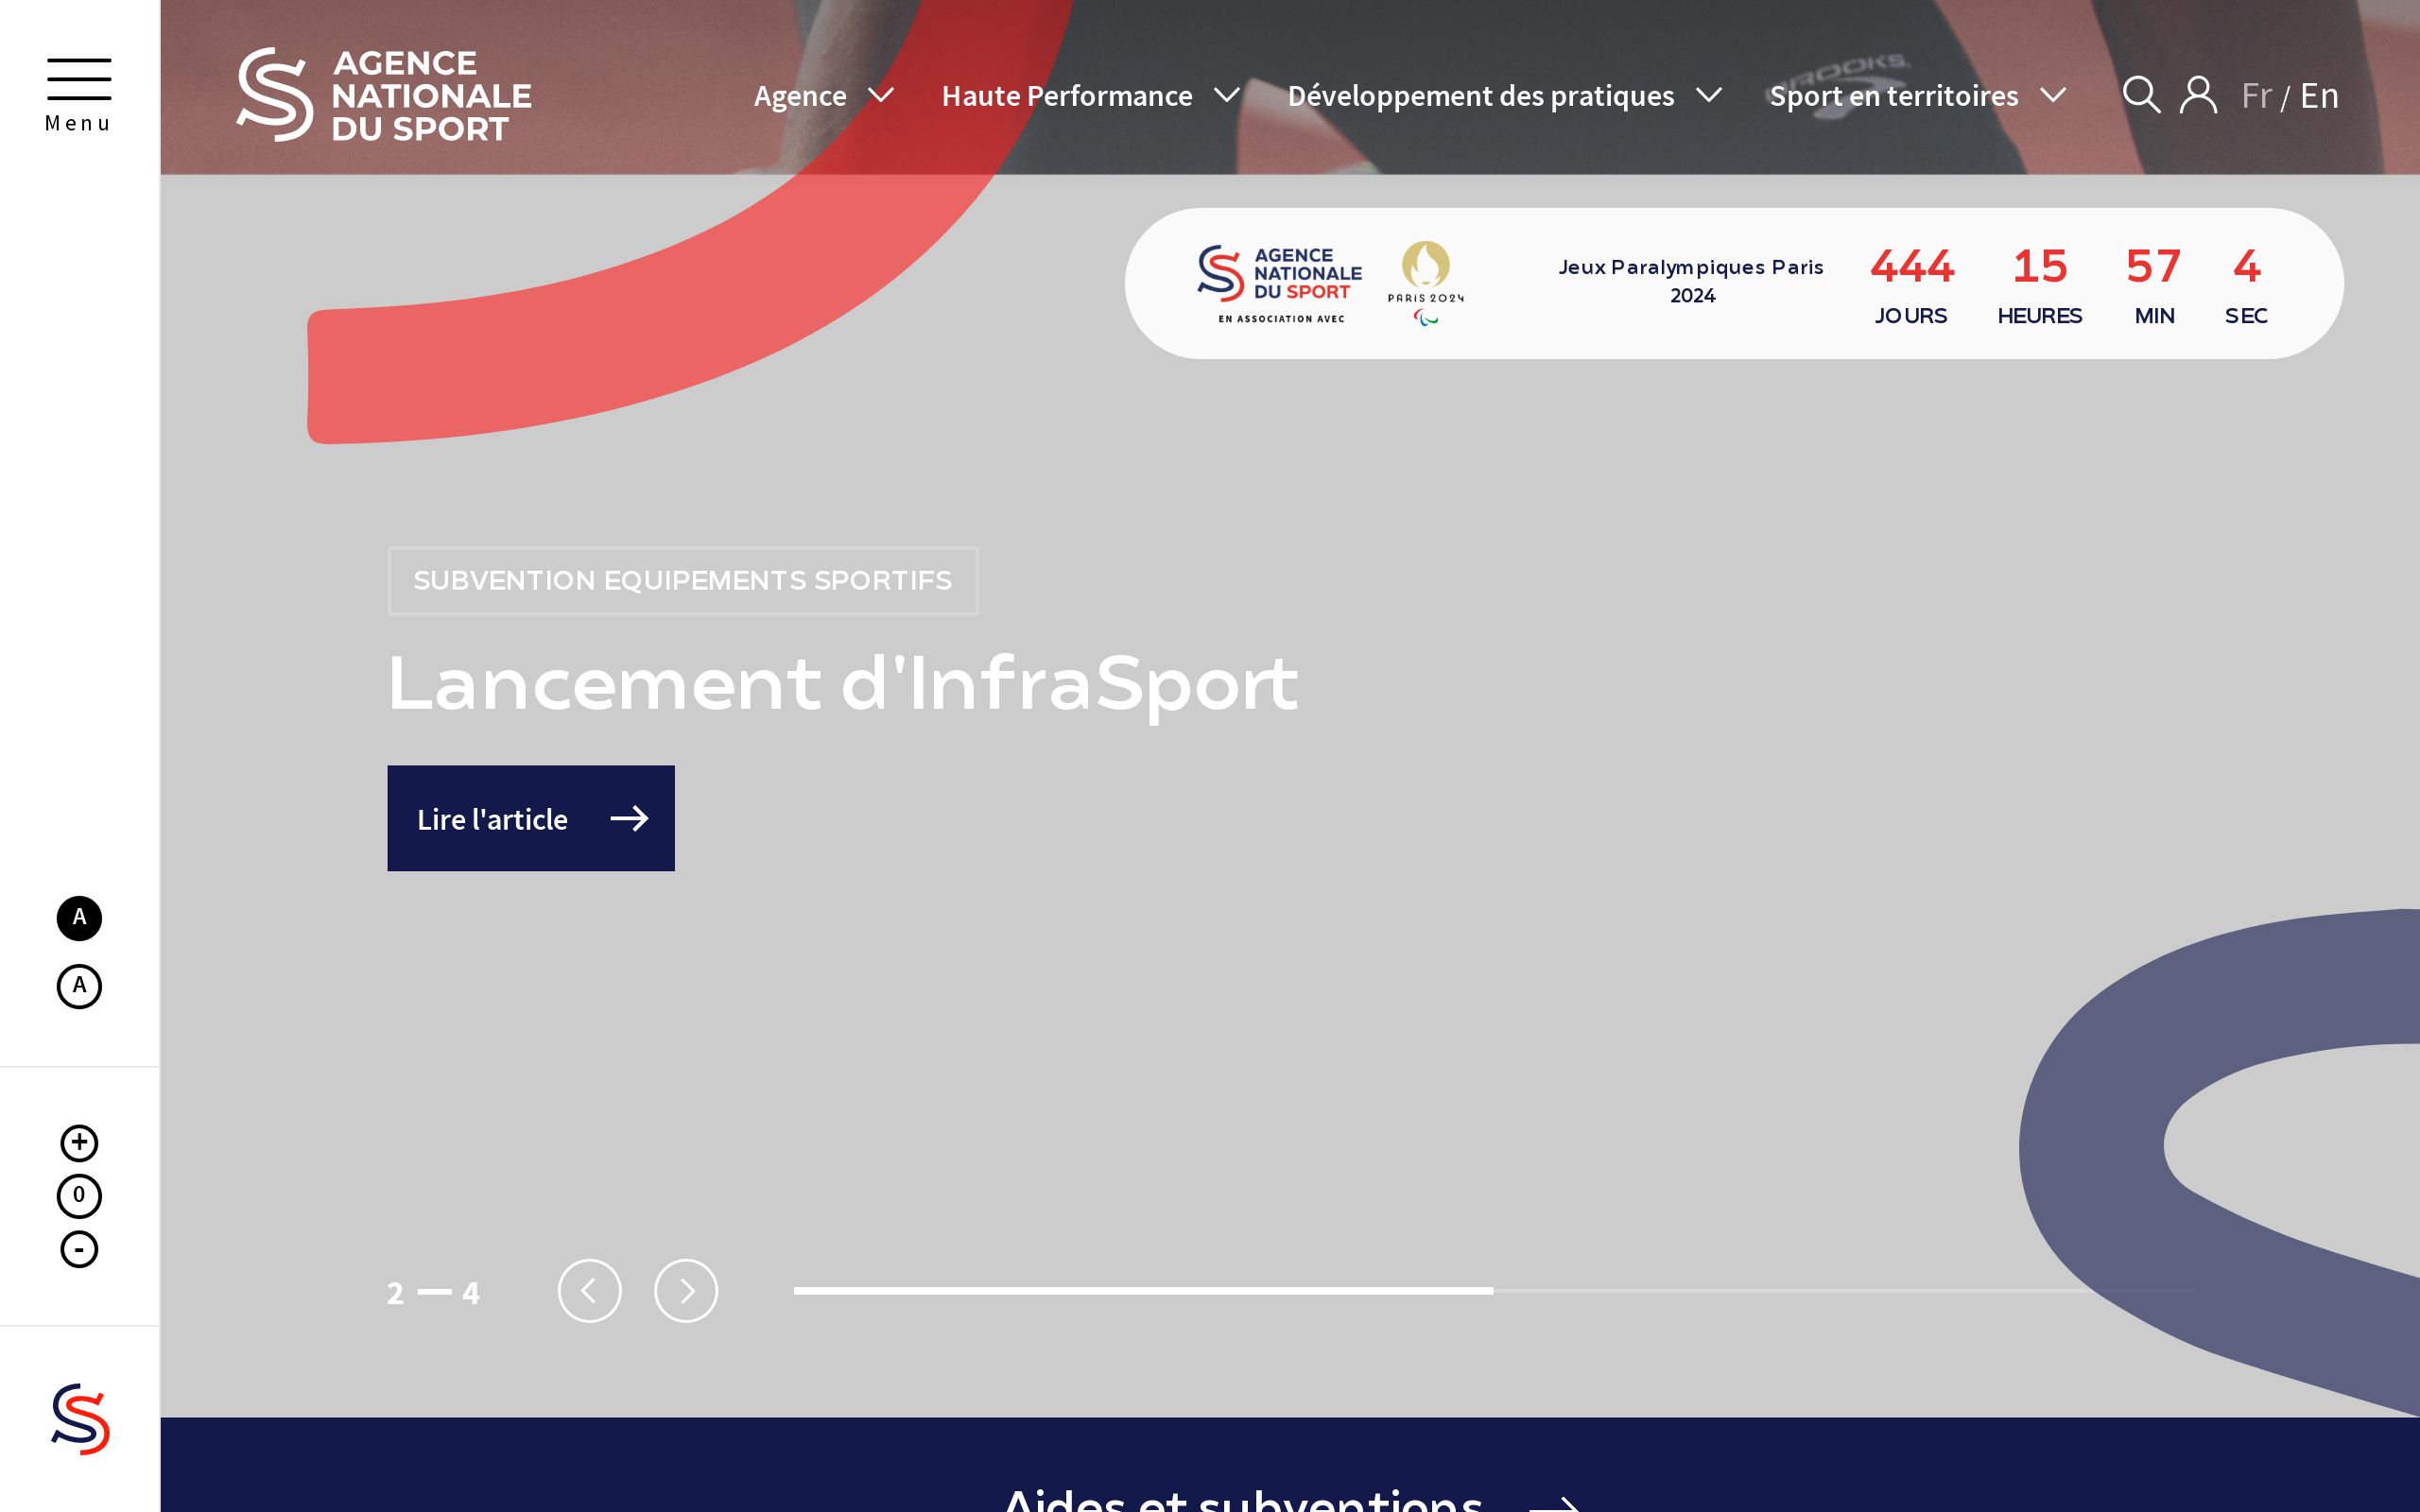 Menu
AGENCE
NATIONALE
DU SPORT
Agence
Haute Performance
Développement des pratiques
Sport en territoires
Fr / En
AGENCE
NATIONALE
DU SPORT
EN ASSOCIATION AVEC
PARIS 2024
Jeux Paralympiques Paris
2024
444 15 57 4
JOURS HEURES MIN SEC
SUBVENTION EQUIPEMENTS SPORTIFS
Lancement d'InfraSport
Lire l'article
A
A
+
0
-
2 — 4
Aides et subventions